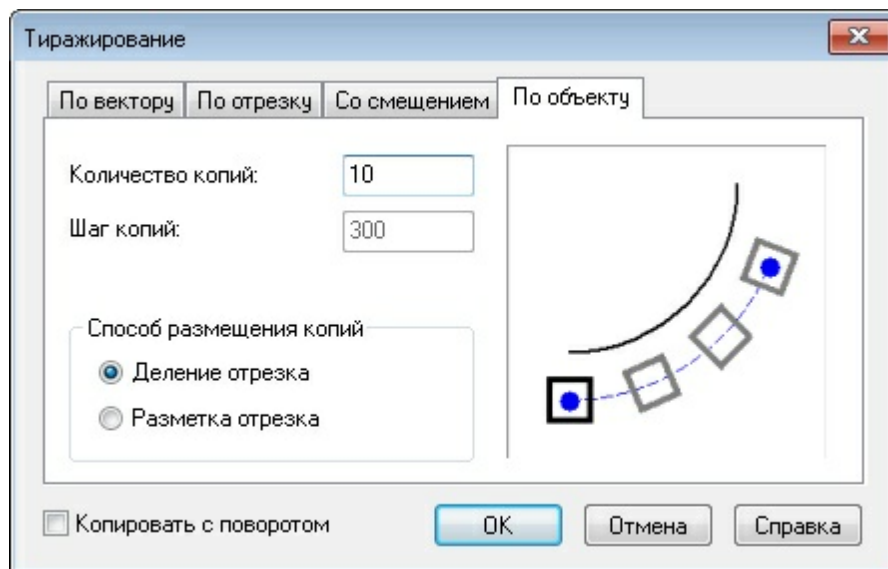 Тиражирование
По вектору По отрезку Со смещением По объекту
Количество копий: 10
Шаг копий: 300
Способ размещения копий
Деление отрезка
Разметка отрезка
Копировать с поворотом OK Отмена Справка